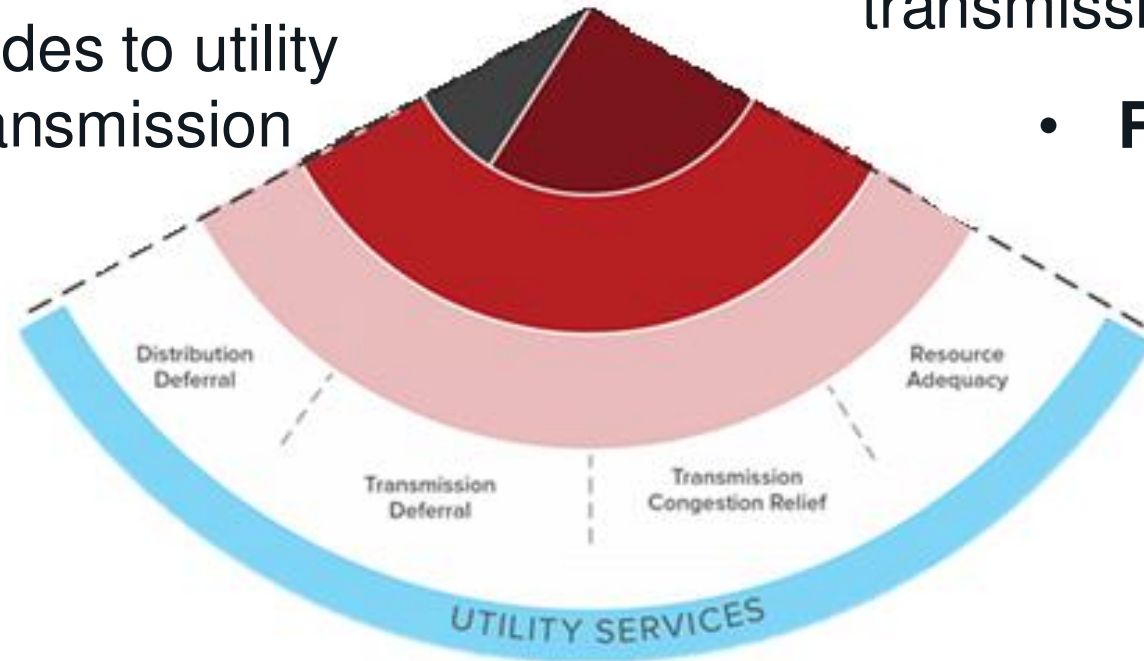 des to utility
ansmission
transmissi
• F
Distribution
Deferral
Transmission
Deferral
Transmission
Congestion Relief
Resource
Adequacy
UTILITY SERVICES